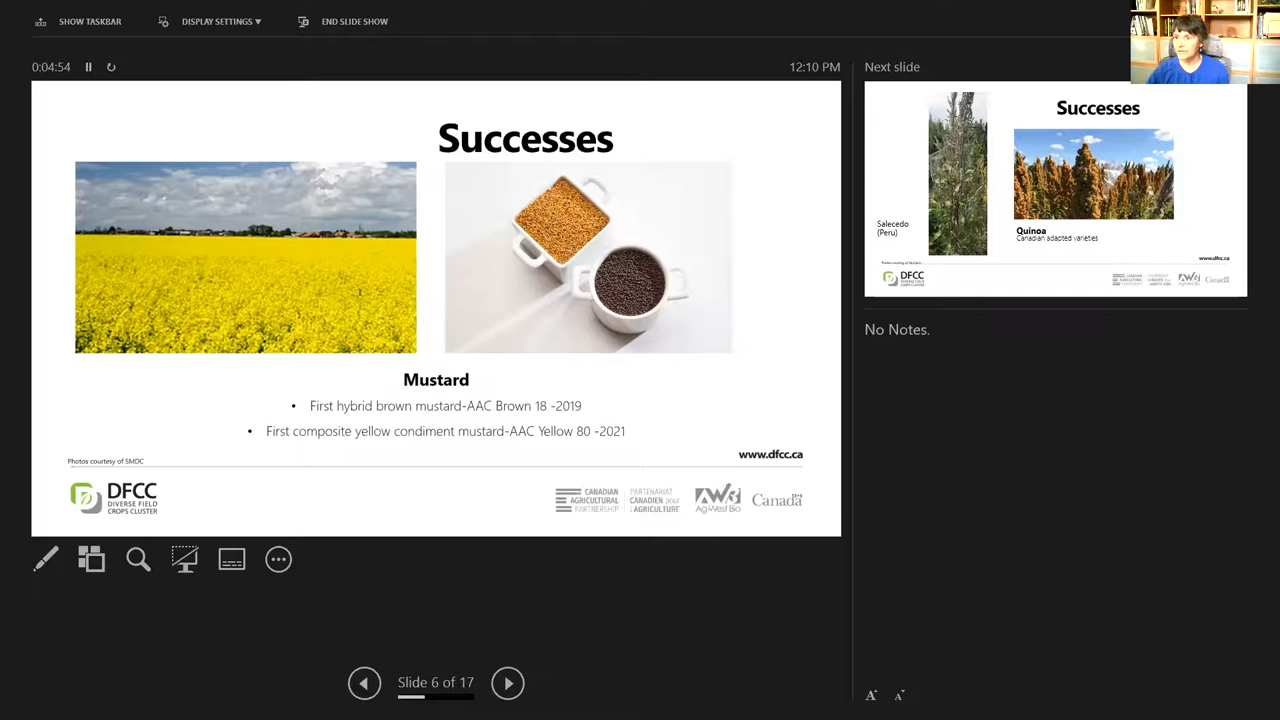 SHOW TASKBAR
DISPLAY SETTINGS ▼
END SLIDE SHOW
0:04:54
12:10 PM
Successes
Mustard
• First hybrid brown mustard-AAC Brown 18 -2019
• First composite yellow condiment mustard-AAC Yellow 80 -2021
www.dfcc.ca
Photos courtesy of SMDC
DFCC
DIVERSE FIELD
CROPS CLUSTER
CANADIAN
AGRICULTURAL
PARTNERSHIP
PARTENARIAT
CANADIEN pour
l'AGRICULTURE
AW3
Ag-West Bio
Canada
Slide 6 of 17
Next slide
Successes
Salecedo
(Peru)
Quinoa
Canadian adapted varieties
www.dfcc.ca
DFCC
DIVERSE FIELD
CROPS CLUSTER
Canada
No Notes.
A
A